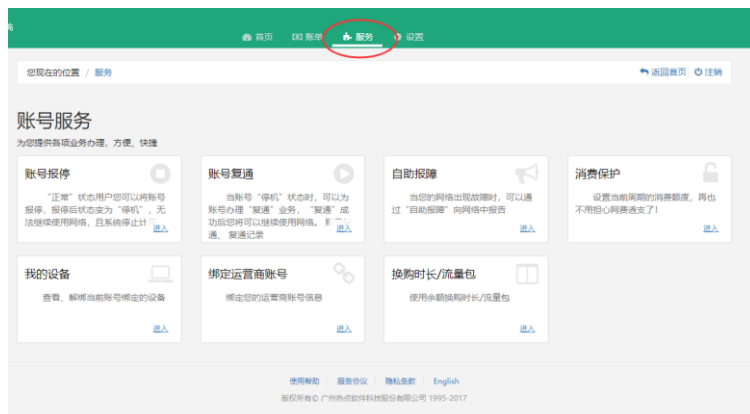 首页 账单 服务 设置
您现在的位置 / 服务 返回首页 注销
账号服务
为您提供各项业务办理，方便、快捷
账号报停
“正常”状态用户您可以将账号
报停，报停后状态变为“停机”，无
法继续使用网络，且系统停止计
进入
账号复通
当账号“停机”状态时，可以为
账号办理“复通”业务，“复通”成
功后您将可以继续使用网络。
通、复通记录
进入
自助报障
当您的网络出现故障时，可以通
过“自助报障”向网络中报告
进入
消费保护
设置当前周期的消费额度，再也
不用担心网费透支了！
进入
我的设备
查看、解绑当前账号绑定的设备
进入
绑定运营商账号
绑定您的运营商账号信息
进入
换购时长/流量包
使用余额换购时长/流量包
进入
使用帮助 服务协议 隐私条款 English
版权所有© 广州热点软件科技股份有限公司 1995-2017